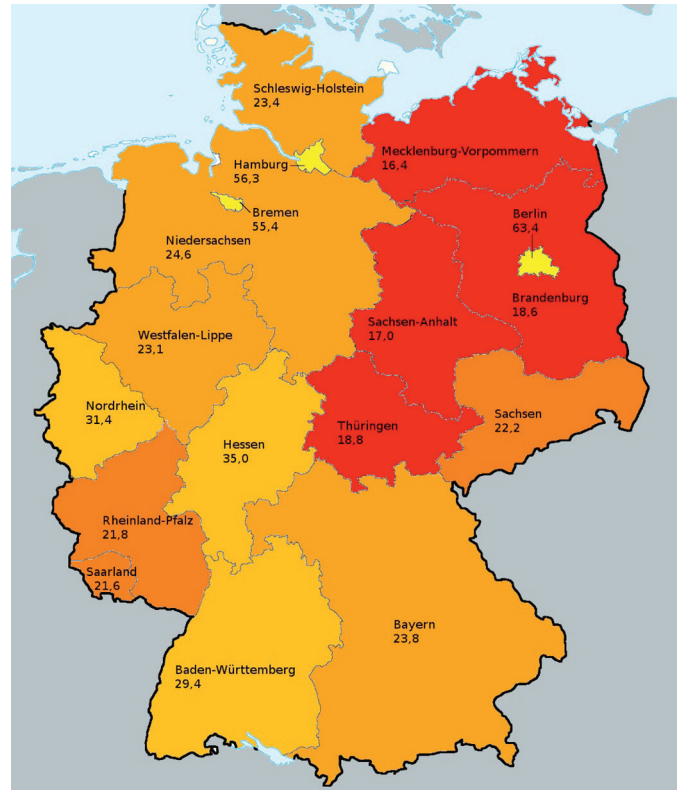 Schleswig-Holstein
23,4
Mecklenburg-Vorpommern
16,4
Hamburg
56,3
Bremen
55,4
Berlin
63,4
Niedersachsen
24,6
Brandenburg
18,6
Sachsen-Anhalt
17,0
Westfalen-Lippe
23,1
Nordrhein
31,4
Hessen
35,0
Thüringen
18,8
Sachsen
22,2
Rheinland-Pfalz
21,8
Saarland
21,6
Bayern
23,8
Baden-Württemberg
29,4